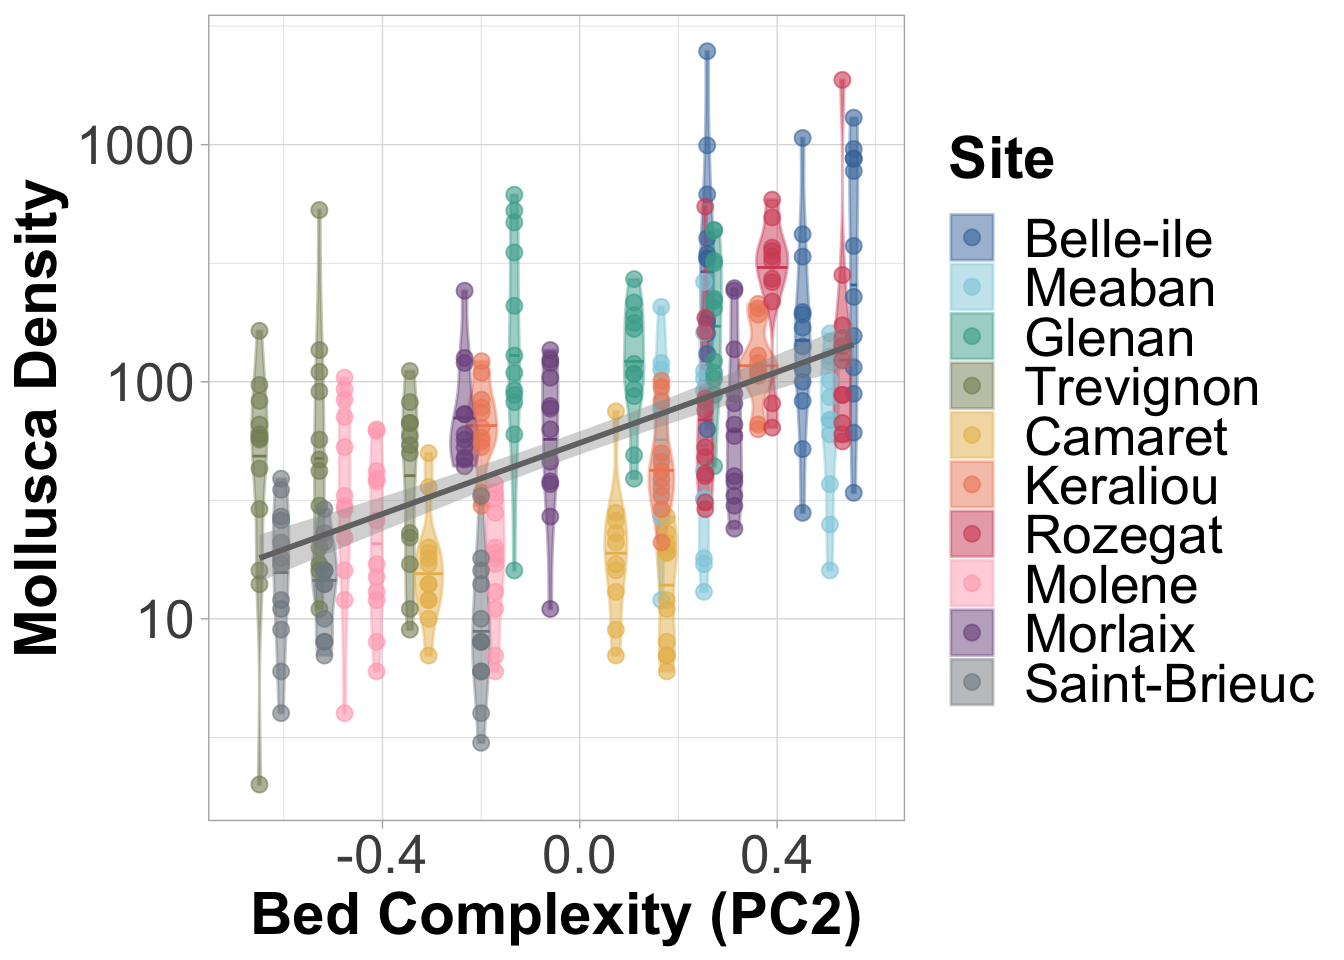 Mollusca Density
1000
100
10
-0.4
0.0
0.4
Bed Complexity (PC2)
Site
Belle-ile
Meaban
Glenan
Trevignon
Camaret
Keraliou
Rozegat
Molene
Morlaix
Saint-Brieuc